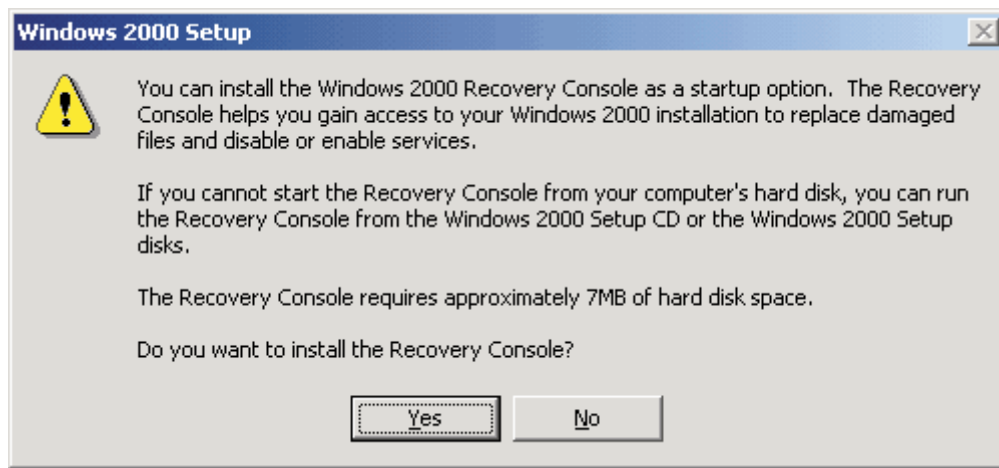 Windows 2000 Setup
You can install the Windows 2000 Recovery Console as a startup option. The Recovery
Console helps you gain access to your Windows 2000 installation to replace damaged
files and disable or enable services.
If you cannot start the Recovery Console from your computer's hard disk, you can run
the Recovery Console from the Windows 2000 Setup CD or the Windows 2000 Setup
disks.
The Recovery Console requires approximately 7MB of hard disk space.
Do you want to install the Recovery Console?
Yes
No